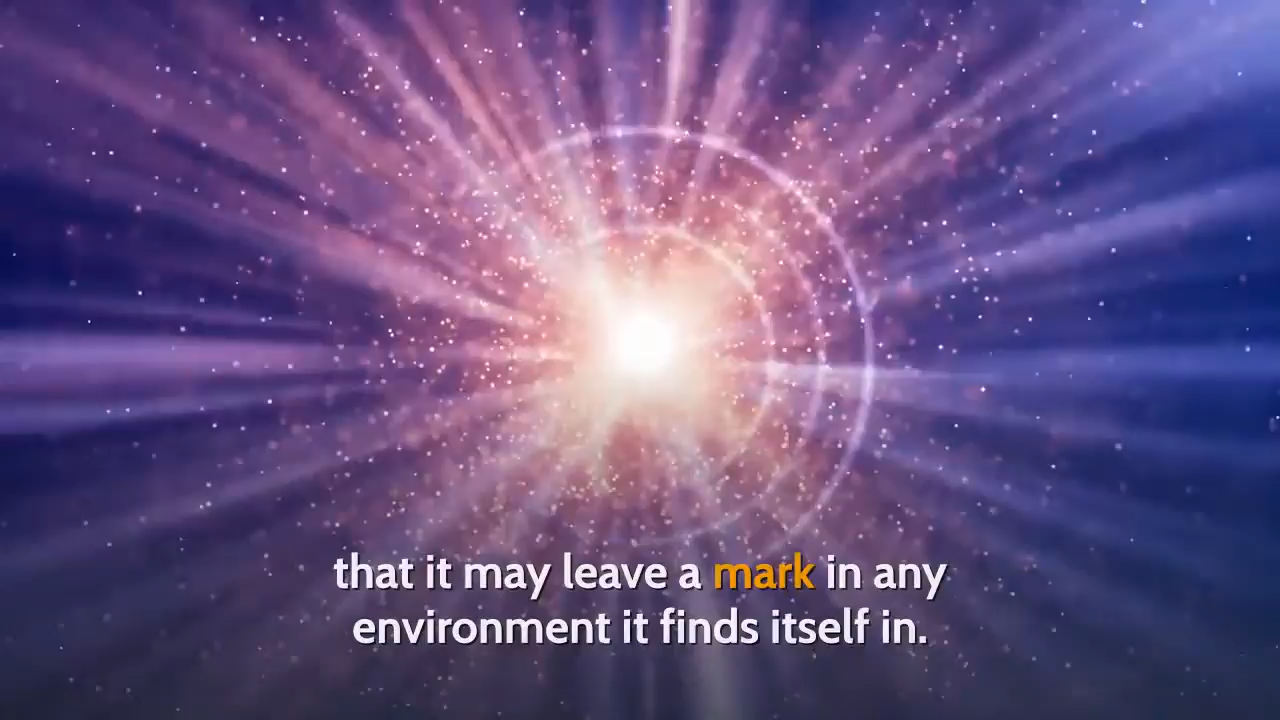 that it may leave a mark in any
environment it finds itself in.